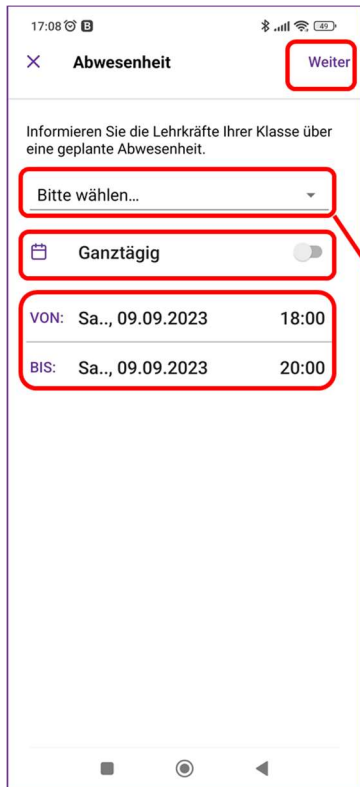 17:08 B 49
Abwesenheit Weiter
Informieren Sie die Lehrkräfte Ihrer Klasse über
eine geplante Abwesenheit.
Bitte wählen...
Ganztägig
VON: Sa.., 09.09.2023 18:00
BIS: Sa.., 09.09.2023 20:00